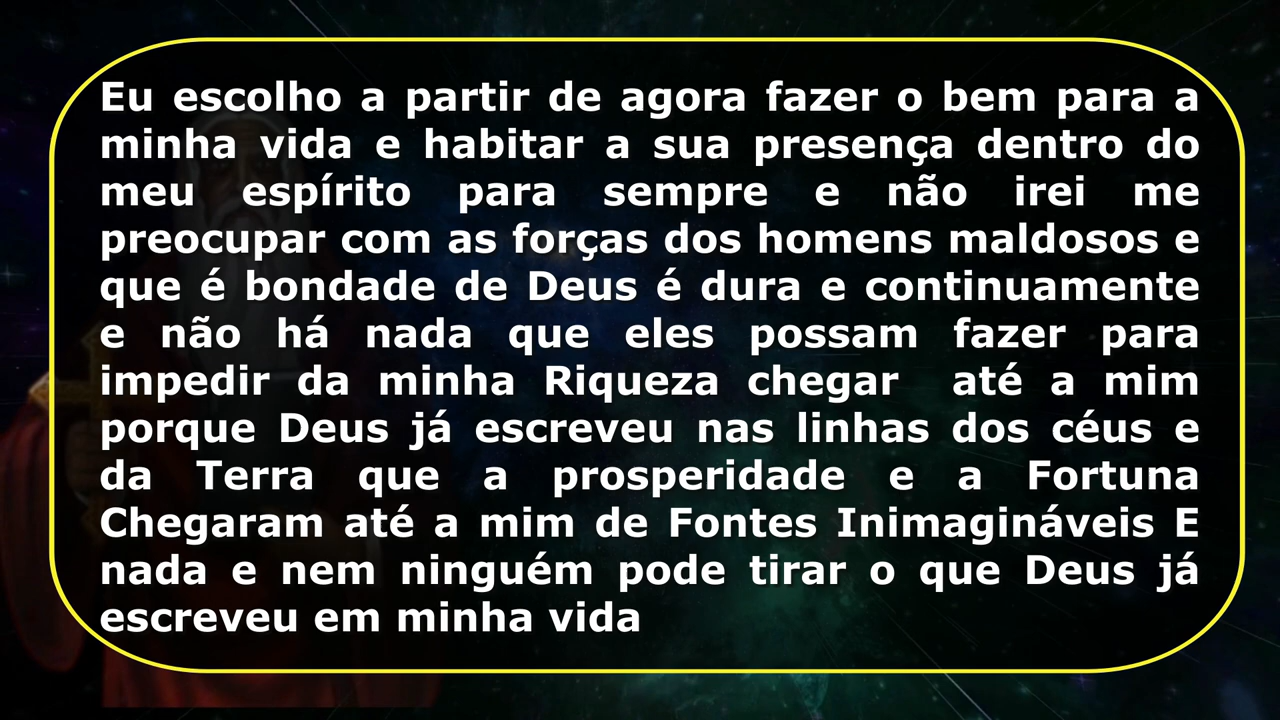 Eu escolho a partir de agora fazer o bem para a
minha vida e habitar a sua presença dentro do
meu espírito para sempre e não irei me
preocupar com as forças dos homens maldosos e
que é bondade de Deus é dura e continuamente
e não há nada que eles possam fazer para
impedir da minha Riqueza chegar até a mim
porque Deus já escreveu nas linhas dos céus e
da Terra que a prosperidade e a Fortuna
Chegaram até a mim de Fontes Inimagináveis E
nada e nem ninguém pode tirar o que Deus já
escreveu em minha vida